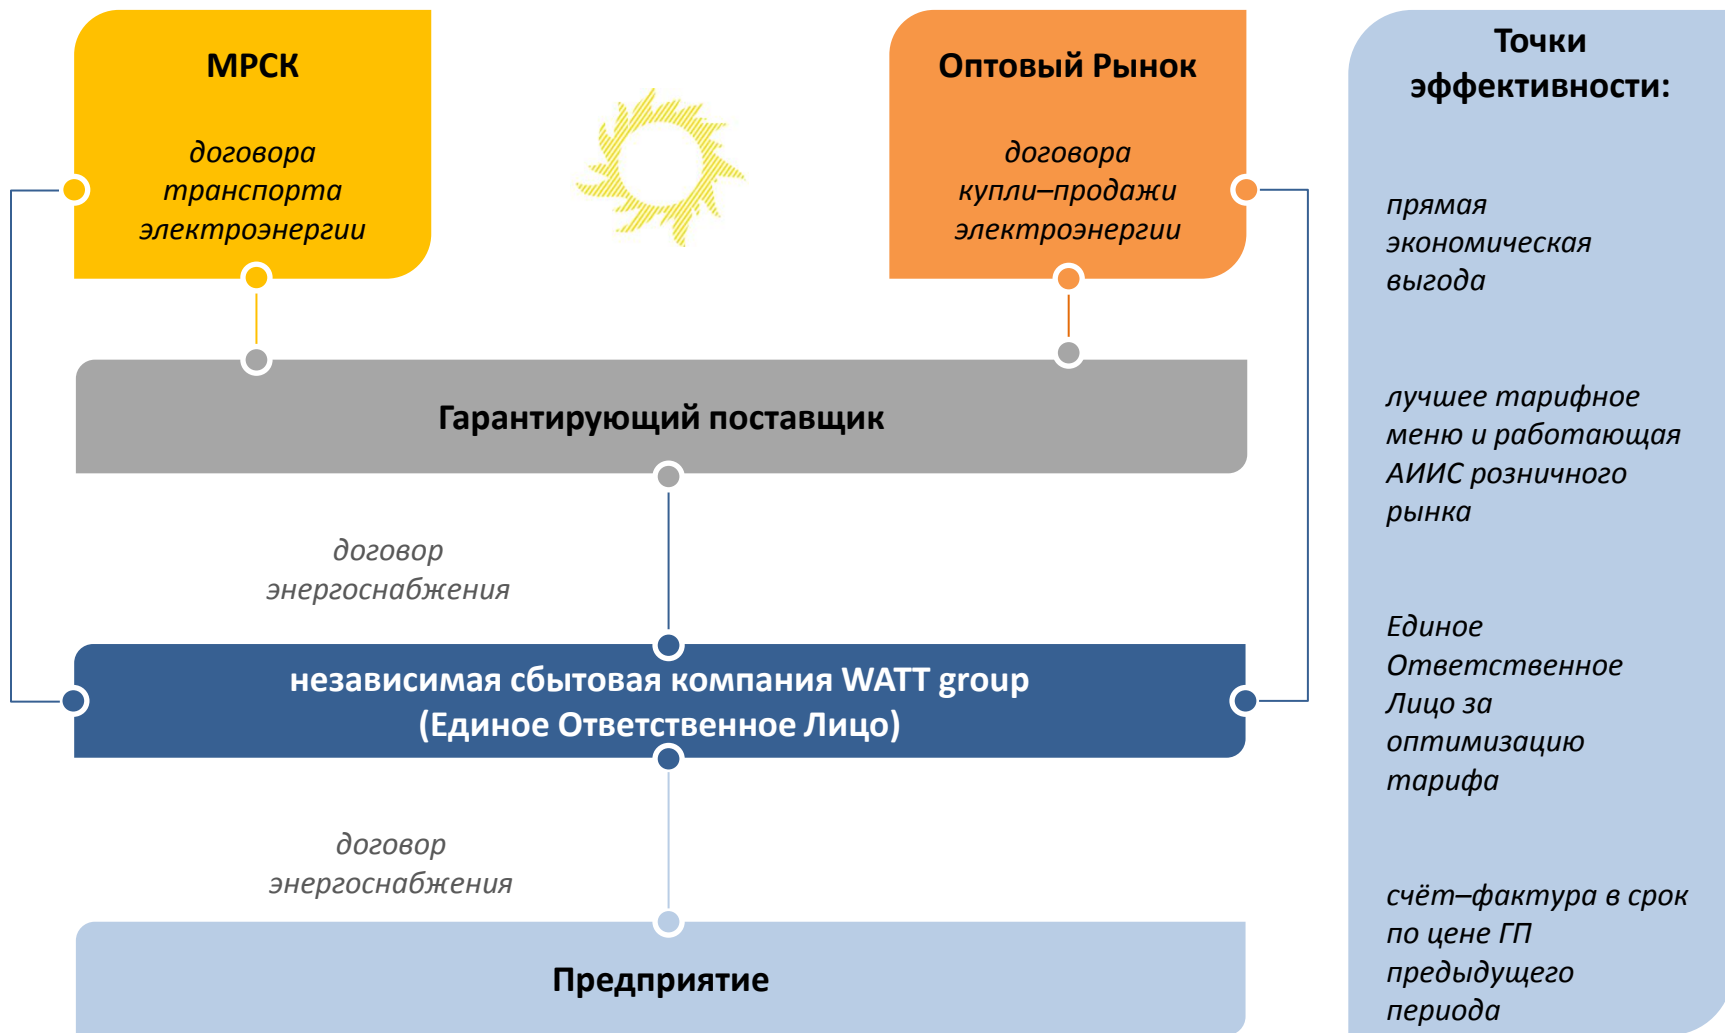 МРСК
договора
транспорта
электроэнергии
Оптовый Рынок
договора
купли–продажи
электроэнергии
Гарантирующий поставщик
договор
энергоснабжения
независимая сбытовая компания WATT group
(Единое Ответственное Лицо)
договор
энергоснабжения
Предприятие
Точки
эффективности:
прямая
экономическая
выгода
лучшее тарифное
меню и работающая
АИИС розничного
рынка
Единое
Ответственное
Лицо за
оптимизацию
тарифа
счёт–фактура в срок
по цене ГП
предыдущего
периода